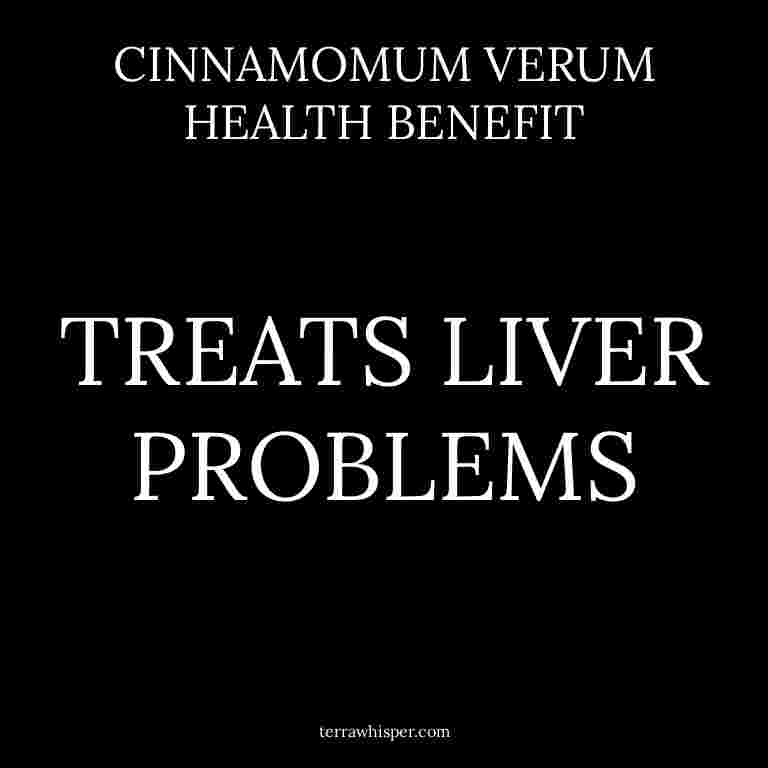 CINNAMOMUM VERUM
HEALTH BENEFIT
TREATS LIVER
PROBLEMS
terrawhisper.com